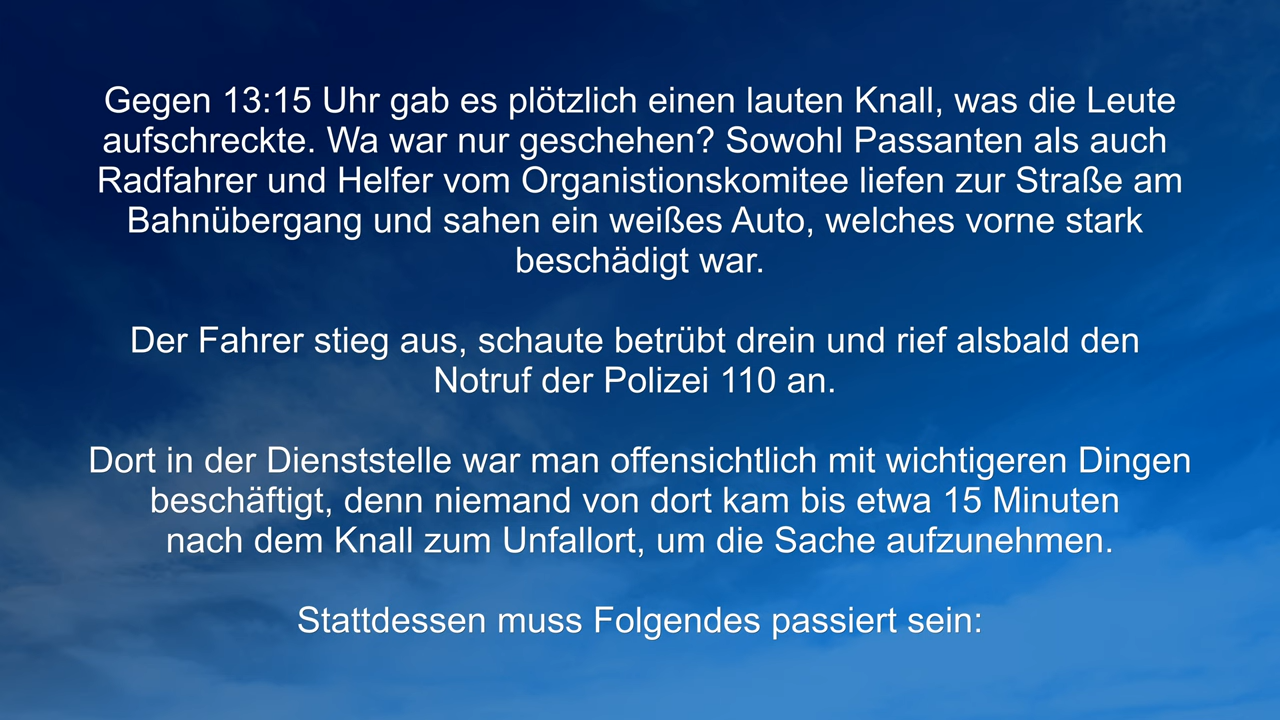 Gegen 13:15 Uhr gab es plötzlich einen lauten Knall, was die Leute
aufschreckte. Wa war nur geschehen? Sowohl Passanten als auch
Radfahrer und Helfer vom Organistionskomitee liefen zur Straße am
Bahnübergang und sahen ein weißes Auto, welches vorne stark
beschädigt war.
Der Fahrer stieg aus, schaute betrübt drein und rief alsbald den
Notruf der Polizei 110 an.
Dort in der Dienststelle war man offensichtlich mit wichtigeren Dingen
beschäftigt, denn niemand von dort kam bis etwa 15 Minuten
nach dem Knall zum Unfallort, um die Sache aufzunehmen.
Stattdessen muss Folgendes passiert sein: